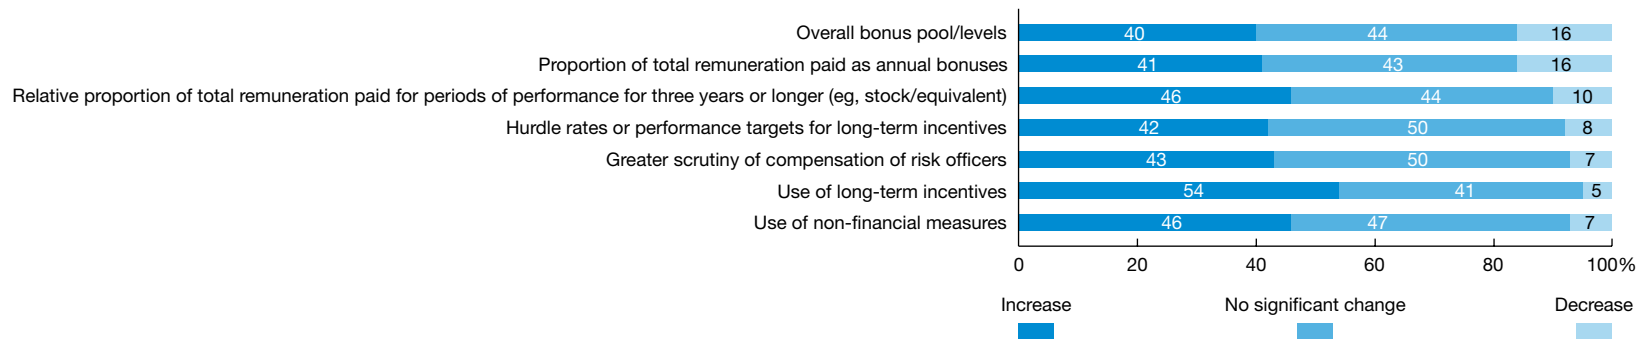 Overall bonus pool/levels 40 44 16
Proportion of total remuneration paid as annual bonuses 41 43 16
Relative proportion of total remuneration paid for periods of performance for three years or longer (eg, stock/equivalent) 46 44 10
Hurdle rates or performance targets for long-term incentives 42 50 8
Greater scrutiny of compensation of risk officers 43 50 7
Use of long-term incentives 54 41 5
Use of non-financial measures 46 47 7
0 20 40 60 80 100%
Increase No significant change Decrease